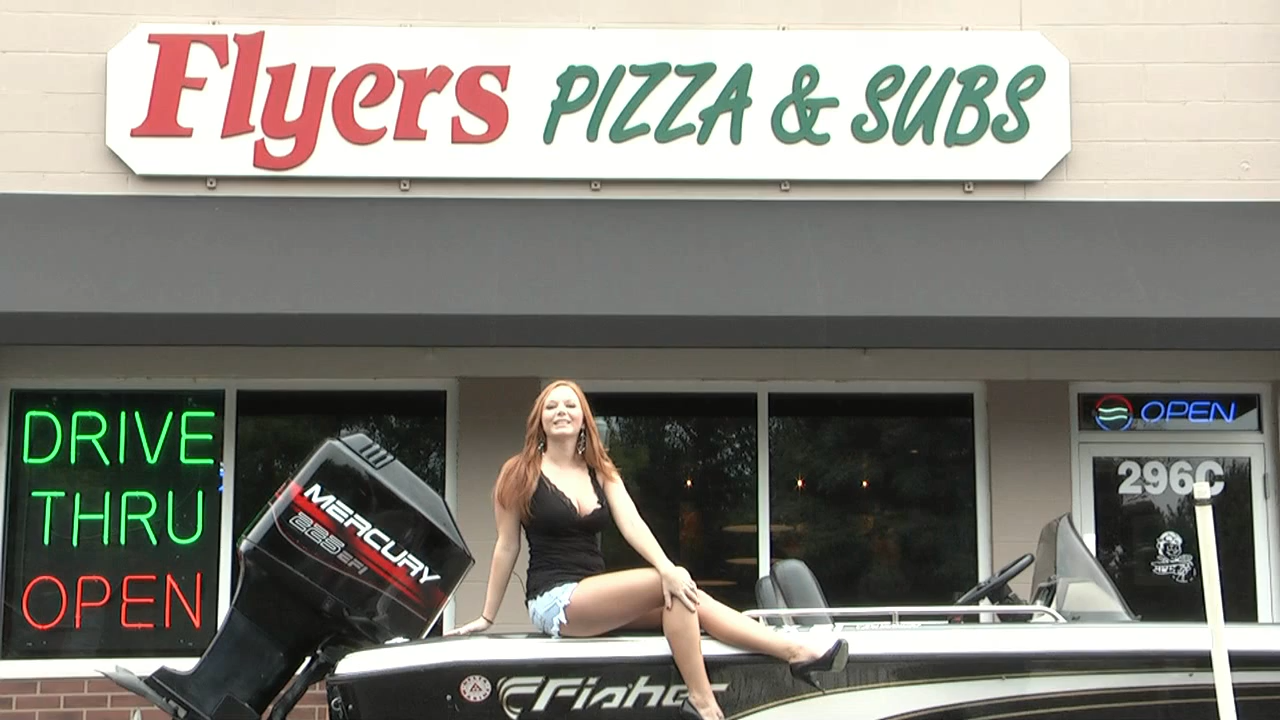 Flyers PIZZA & SUBS
DRIVE
THRU
OPEN
OPEN
296C
MERCURY
225 EFI
Fisher